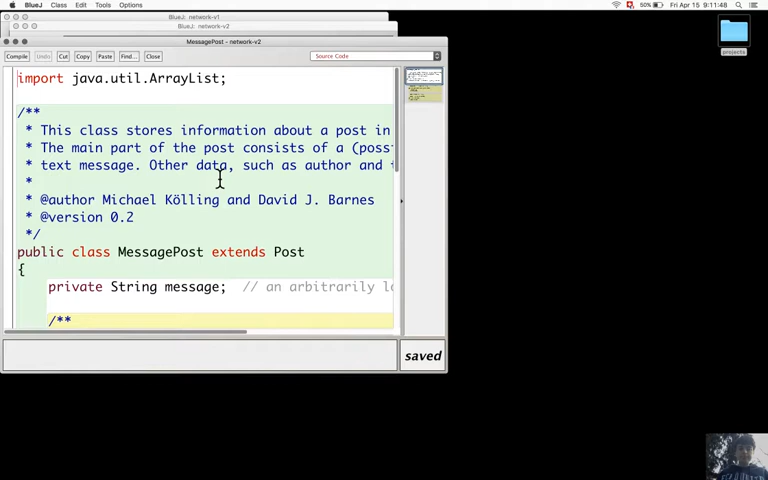 BlueJ Class Edit Tools Options 50% Fri Apr 15 9:11:48
BlueJ: network-v1
BlueJ: network-v2
MessagePost - network-v2
Compile Undo Cut Copy Paste Find... Close Source Code
projects
import java.util.ArrayList;
/**
* This class stores information about a post in
* The main part of the post consists of a (poss
* text message. Other data, such as author and t
*
* @author Michael Kölling and David J. Barnes
* @version 0.2
*/
public class MessagePost extends Post
{
private String message; // an arbitrarily lo
/**
saved